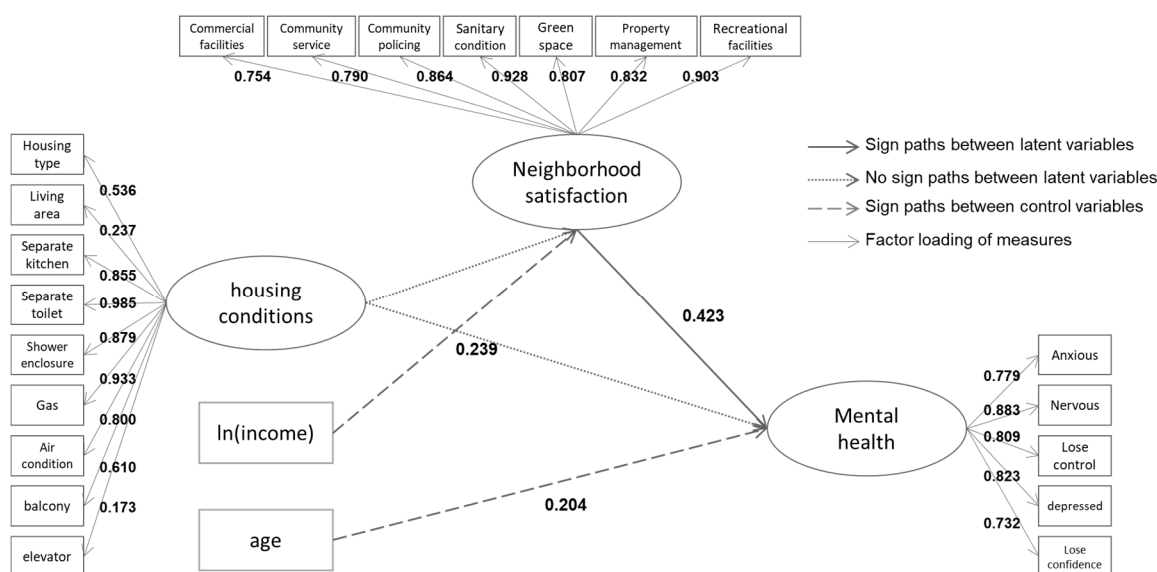 Commercial
facilities
Community
service
Community
policing
Sanitary
condition
Green
space
Property
management
Recreational
facilities
0.754
0.790
0.864
0.928
0.807
0.832
0.903
Neighborhood
satisfaction
Sign paths between latent variables
No sign paths between latent variables
Sign paths between control variables
Factor loading of measures
Housing
type
Living
area
Separate
kitchen
Separate
toilet
Shower
enclosure
Gas
Air
condition
balcony
elevator
0.536
0.237
0.855
0.985
0.879
0.933
0.800
0.610
0.173
housing
conditions
ln(income)
age
0.239
0.423
0.204
Mental
health
0.779
0.883
0.809
0.823
0.732
Anxious
Nervous
Lose
control
depressed
Lose
confidence